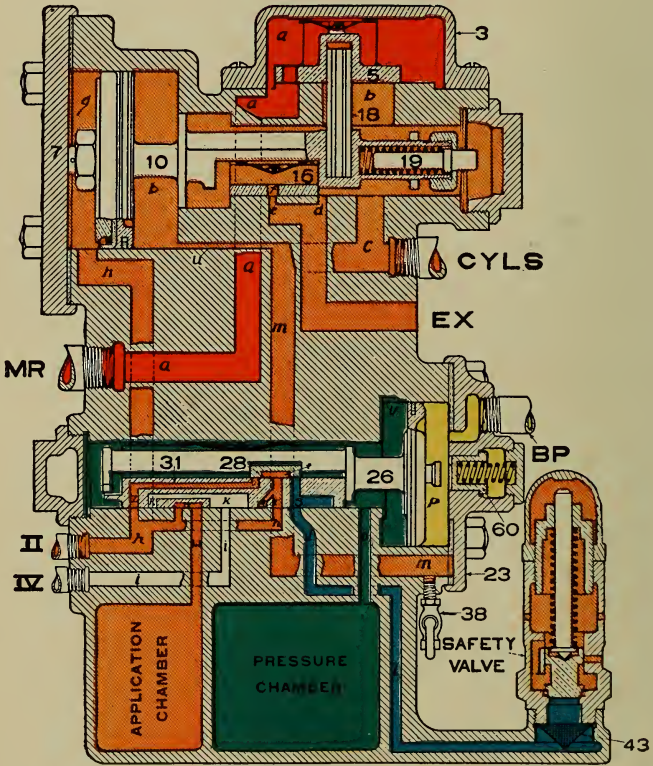 a
3
5
a
b
18
g
7
10
b
16
19
e
d
n
c
CYLS
h
u
a
m
EX
MR
a
v
BP
31
28
26
p
k
II
h
h
i
m
60
IV
i
i
23
38
SAFETY
VALVE
APPLICATION
CHAMBER
PRESSURE
CHAMBER
43